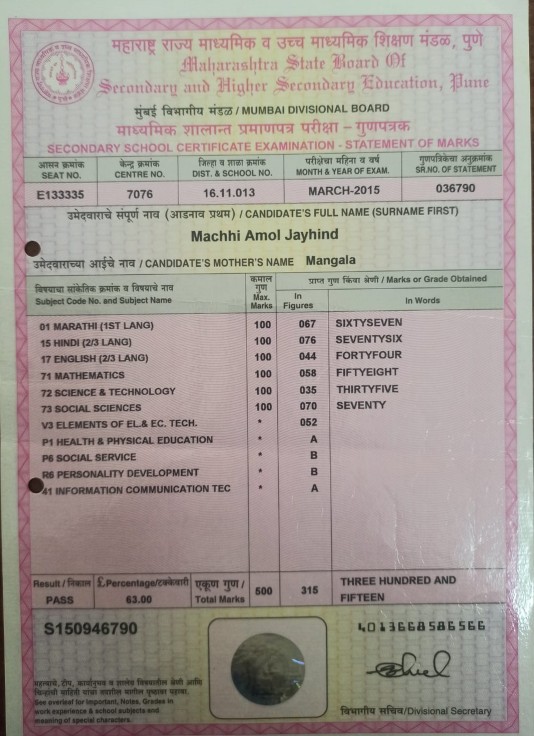 महाराष्ट्र राज्य माध्यमिक व उच्च माध्यमिक शिक्षण मंडळ, पुणे
Maharashtra State Board Of
Secondary and Higher Secondary Education, Pune
मुंबई विभागीय मंडळ / MUMBAI DIVISIONAL BOARD
माध्यमिक शालान्त प्रमाणपत्र परीक्षा – गुणपत्रक
SECONDARY SCHOOL CERTIFICATE EXAMINATION - STATEMENT OF MARKS
आसन क्रमांक केन्द्र क्रमांक जिल्हा व शाळा क्रमांक परीक्षेचा महिना व वर्ष गुणपत्रिकेचा अनुक्रमांक
SEAT NO. CENTRE NO. DIST. & SCHOOL NO. MONTH & YEAR OF EXAM. SR.NO. OF STATEMENT
E133335 7076 16.11.013 MARCH-2015 036790
उमेदवाराचे संपूर्ण नाव (आडनाव प्रथम) / CANDIDATE'S FULL NAME (SURNAME FIRST)
Machhi Amol Jayhind
उमेदवाराच्या आईचे नाव / CANDIDATE'S MOTHER'S NAME Mangala
विषयाचा सांकेतिक क्रमांक व विषयाचे नाव
Subject Code No. and Subject Name
कमाल
गुण
Max.
Marks
प्राप्त गुण किंवा श्रेणी / Marks or Grade Obtained
In
Figures
In Words
01 MARATHI (1ST LANG) 100 067 SIXTYSEVEN
15 HINDI (2/3 LANG) 100 076 SEVENTYSIX
17 ENGLISH (2/3 LANG) 100 044 FORTYFOUR
71 MATHEMATICS 100 058 FIFTYEIGHT
72 SCIENCE & TECHNOLOGY 100 035 THIRTYFIVE
73 SOCIAL SCIENCES 100 070 SEVENTY
V3 ELEMENTS OF EL.& EC. TECH. * 052
P1 HEALTH & PHYSICAL EDUCATION * A
P6 SOCIAL SERVICE * B
R6 PERSONALITY DEVELOPMENT * B
41 INFORMATION COMMUNICATION TEC * A
Result / निकाल £ Percentage/टक्केवारी एकूण गुण / 500 315 THREE HUNDRED AND
PASS 63.00 Total Marks FIFTEEN
S150946790
4013668586566
See overleaf for important, Notes, Grades in
work experience & school subjects and
meaning of special characters.
विभागीय सचिव/Divisional Secretary